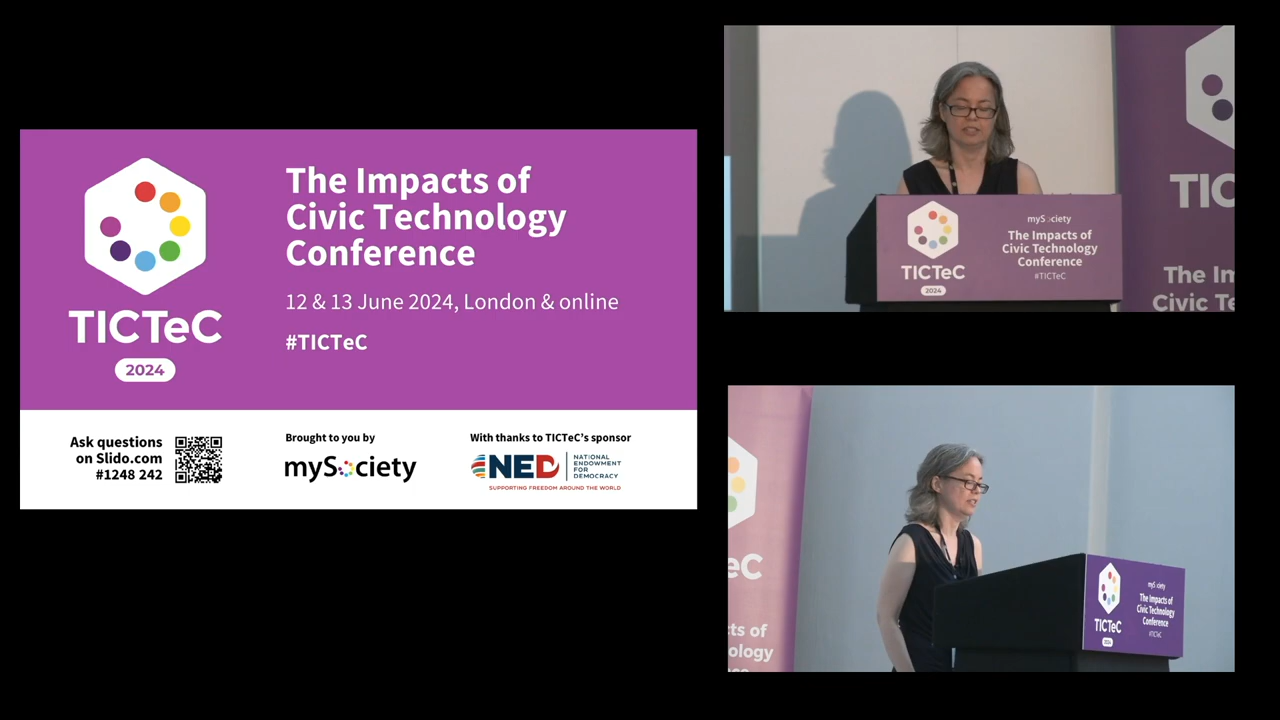 The Impacts of
Civic Technology
Conference
12 & 13 June 2024, London & online
#TICTeC
TICTeC
2024
Ask questions
on Slido.com
#1248 242
Brought to you by
mySociety
With thanks to TICTeC's sponsor
NED
NATIONAL
ENDOWMENT
FOR
DEMOCRACY
SUPPORTING FREEDOM AROUND THE WORLD
TICTeC
2024
mySociety
The Impacts of
Civic Technology
Conference
#TICTeC
TIC
The Im
Civic Te
eC
cts of
ology
TICTeC
2024
mySociety
The Impacts of
Civic Technology
Conference
#TICTeC